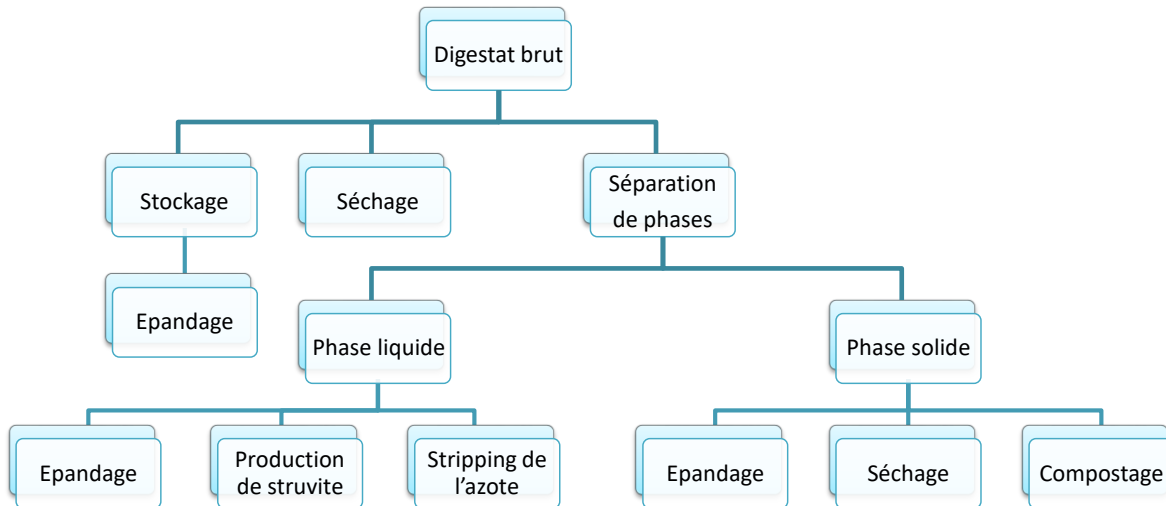 Digestat brut
Stockage
Séchage
Séparation
de phases
Epandage
Phase liquide
Phase solide
Epandage
Production
de struvite
Stripping de
l'azote
Epandage
Séchage
Compostage